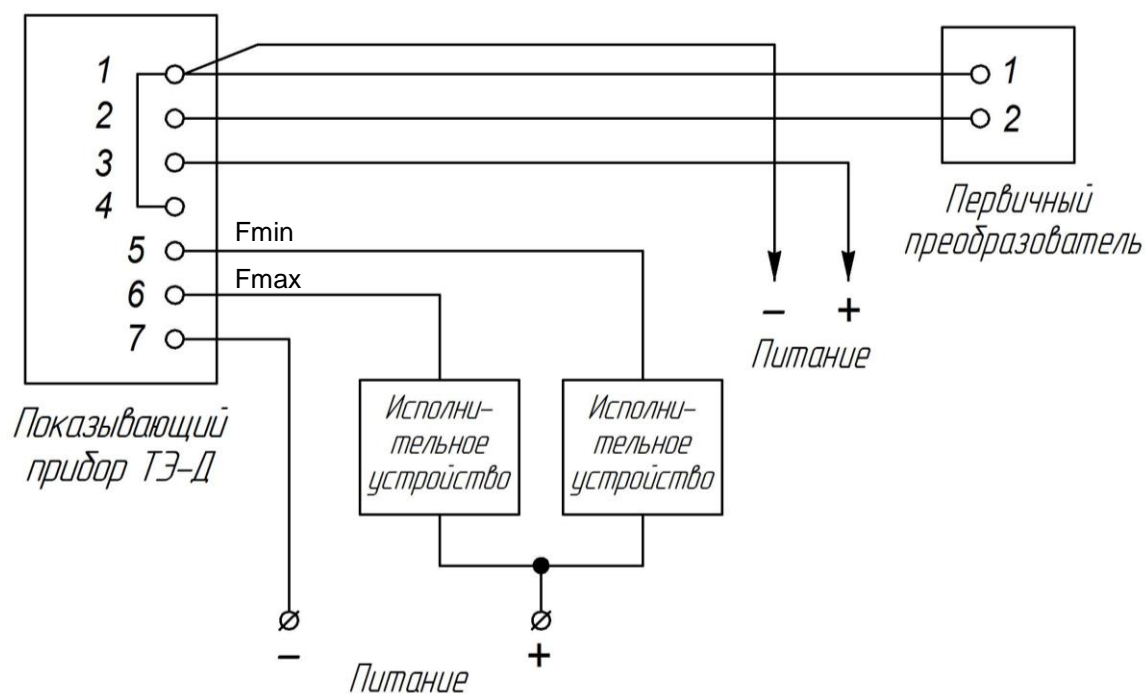 1
2
3
4
5
6
7
Fmin
Fmax
Показывающий
прибор ТЭ-Д
1
2
Первичный
преобразователь
– +
Питание
Исполни-
тельное
устройство
Исполни-
тельное
устройство
– +
Питание